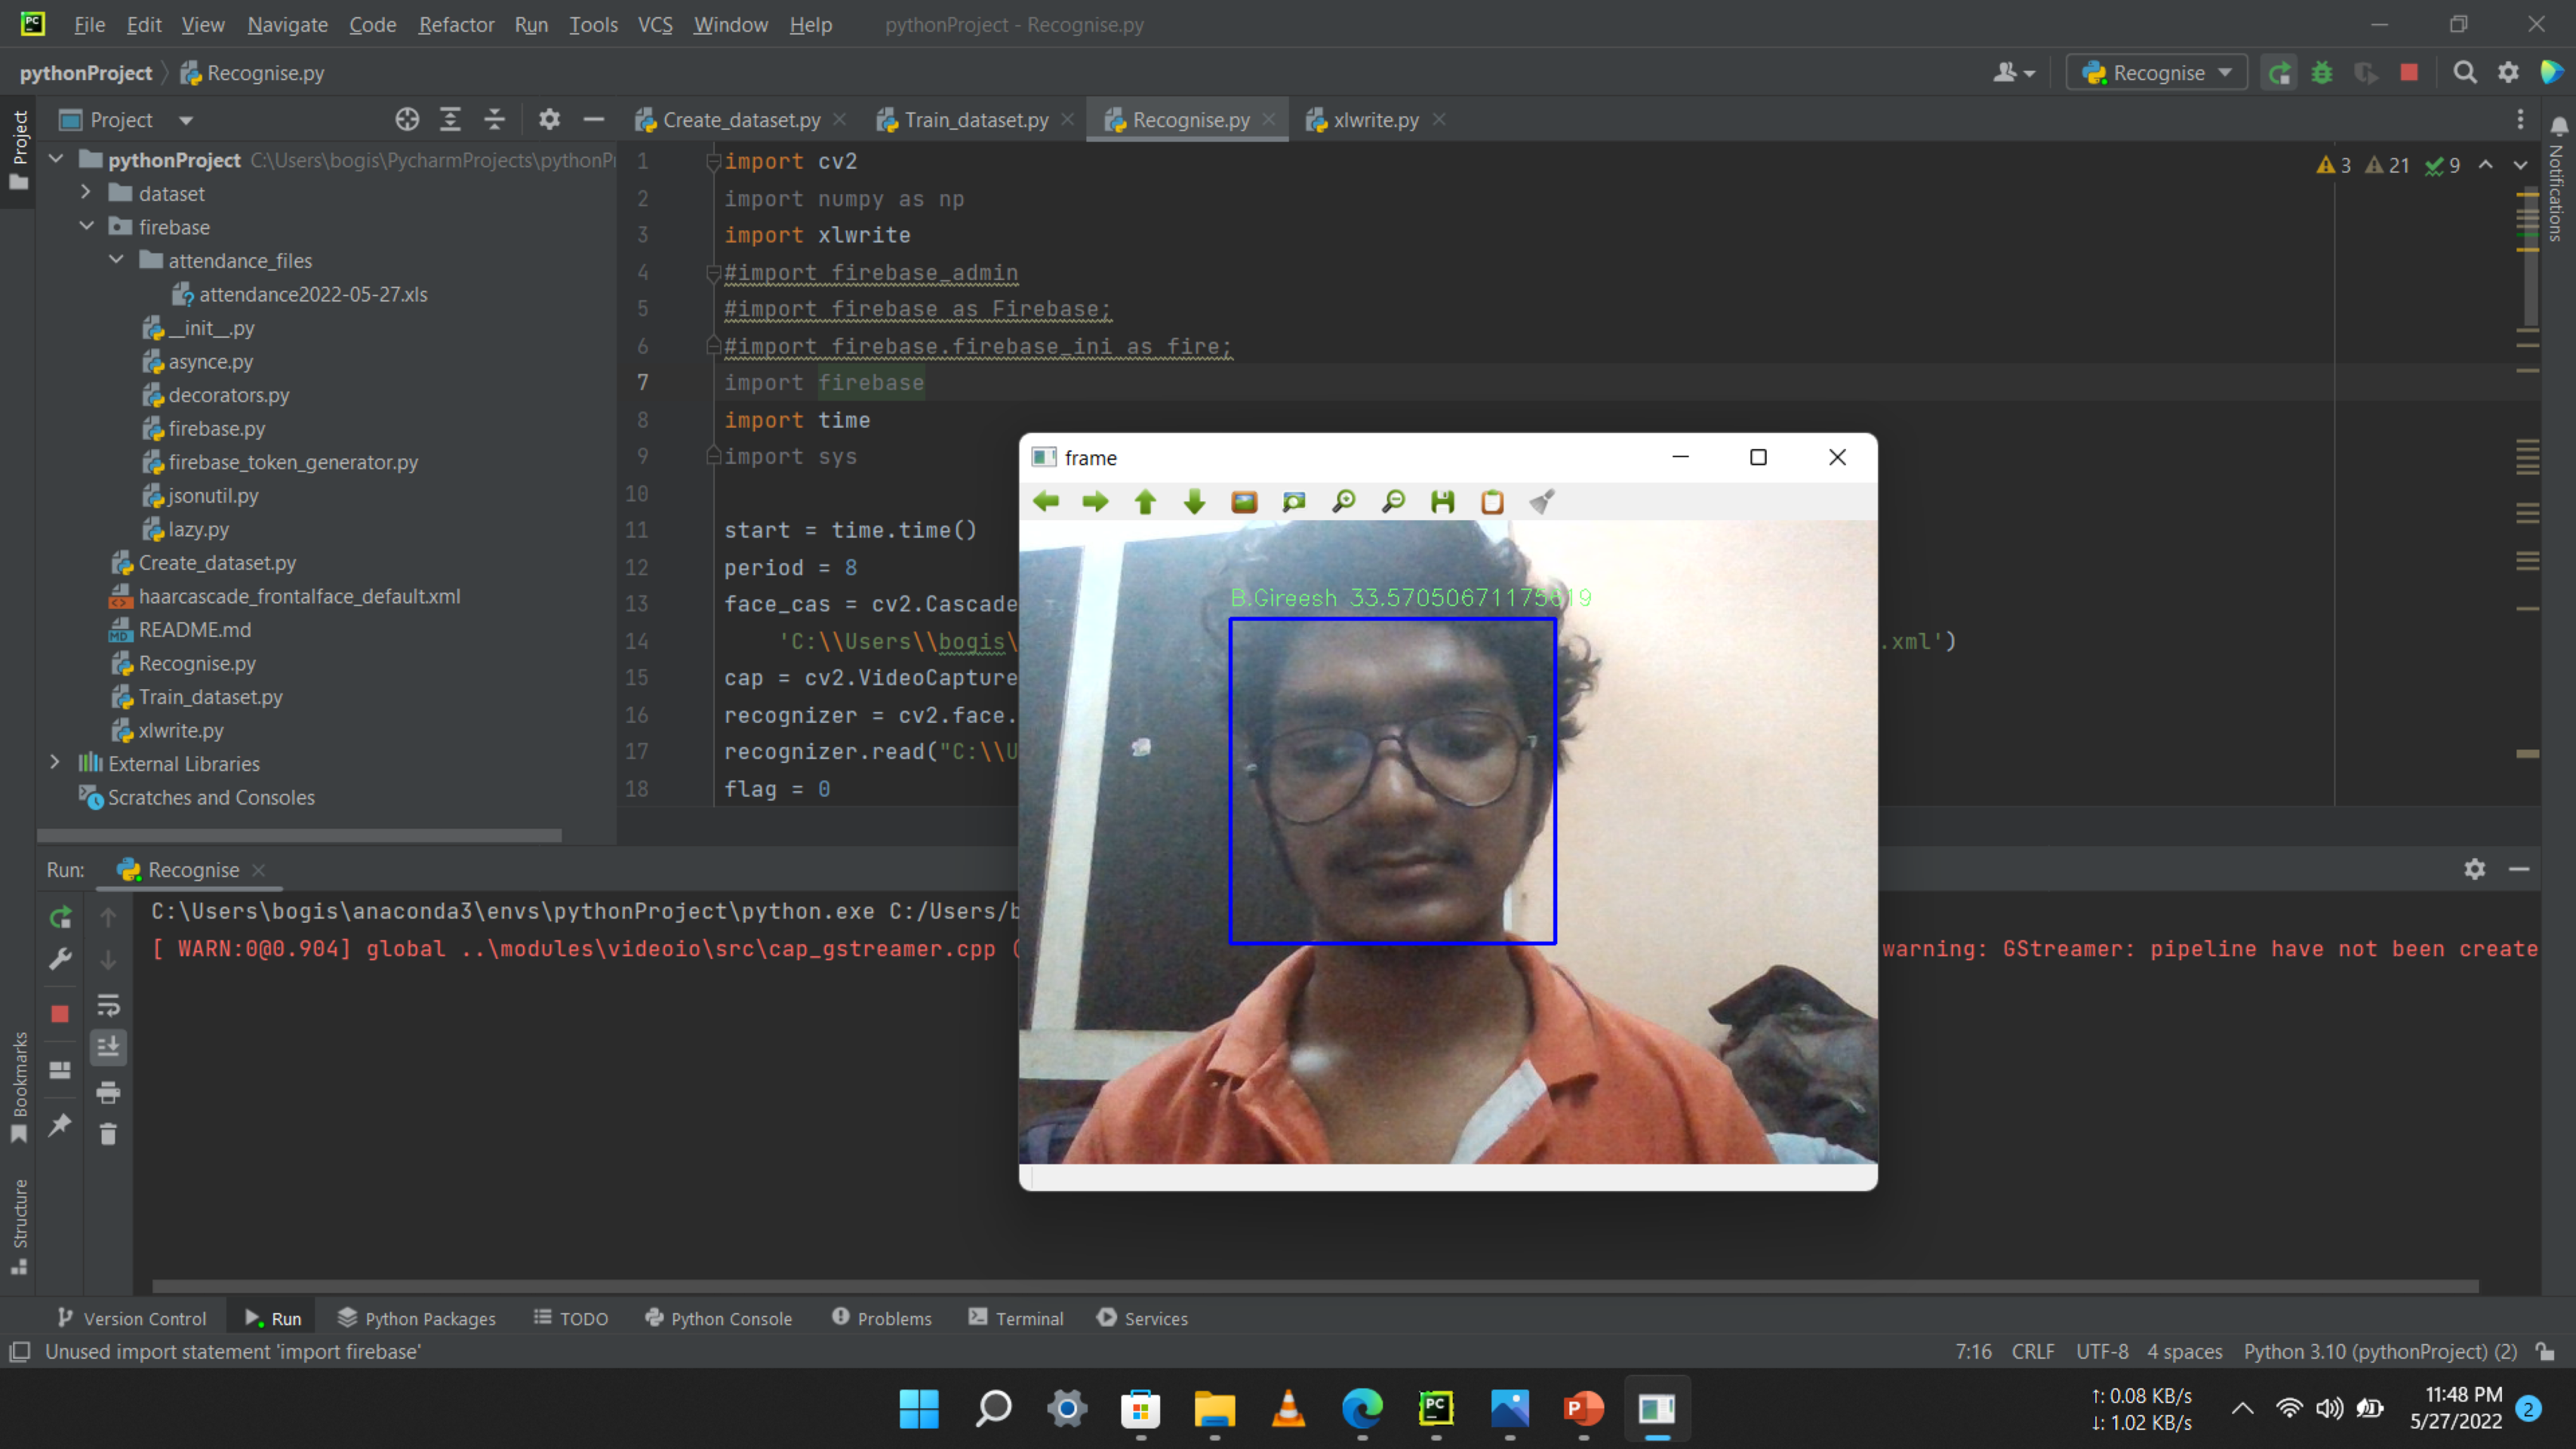 PC File Edit View Navigate Code Refactor Run Tools VCS Window Help pythonProject - Recognise.py
pythonProject Recognise.py
Recognise
Project
Project
Create_dataset.py
Train_dataset.py
Recognise.py
xlwrite.py
Notifications
pythonProject C:\Users\bogis\PycharmProjects\pythonP
dataset
firebase
attendance_files
attendance2022-05-27.xls
__init__.py
asynce.py
decorators.py
firebase.py
firebase_token_generator.py
jsonutil.py
lazy.py
Create_dataset.py
haarcascade_frontalface_default.xml
README.md
Recognise.py
Train_dataset.py
xlwrite.py
External Libraries
Scratches and Consoles
3 21 9
1 import cv2
2 import numpy as np
3 import xlwrite
4 #import firebase_admin
5 #import firebase as Firebase;
6 #import firebase.firebase_ini as fire;
7 import firebase
8 import time
9 import sys
10
11 start = time.time()
12 period = 8
13 face_cas = cv2.Cascade
14 'C:\\Users\\bogis\ .xml')
15 cap = cv2.VideoCapture
16 recognizer = cv2.face.
17 recognizer.read("C:\\U
18 flag = 0
frame
B.Gireesh 33.57050671175619
Run: Recognise
C:\Users\bogis\anaconda3\envs\pythonProject\python.exe C:/Users/b
[ WARN:0@0.904] global ..\modules\videoio\src\cap_gstreamer.cpp ( warning: GStreamer: pipeline have not been create
Bookmarks
Structure
Version Control Run Python Packages TODO Python Console Problems Terminal Services
Unused import statement 'import firebase'
7:16 CRLF UTF-8 4 spaces Python 3.10 (pythonProject) (2)
↑: 0.08 KB/s
↓: 1.02 KB/s
11:48 PM
5/27/2022
2